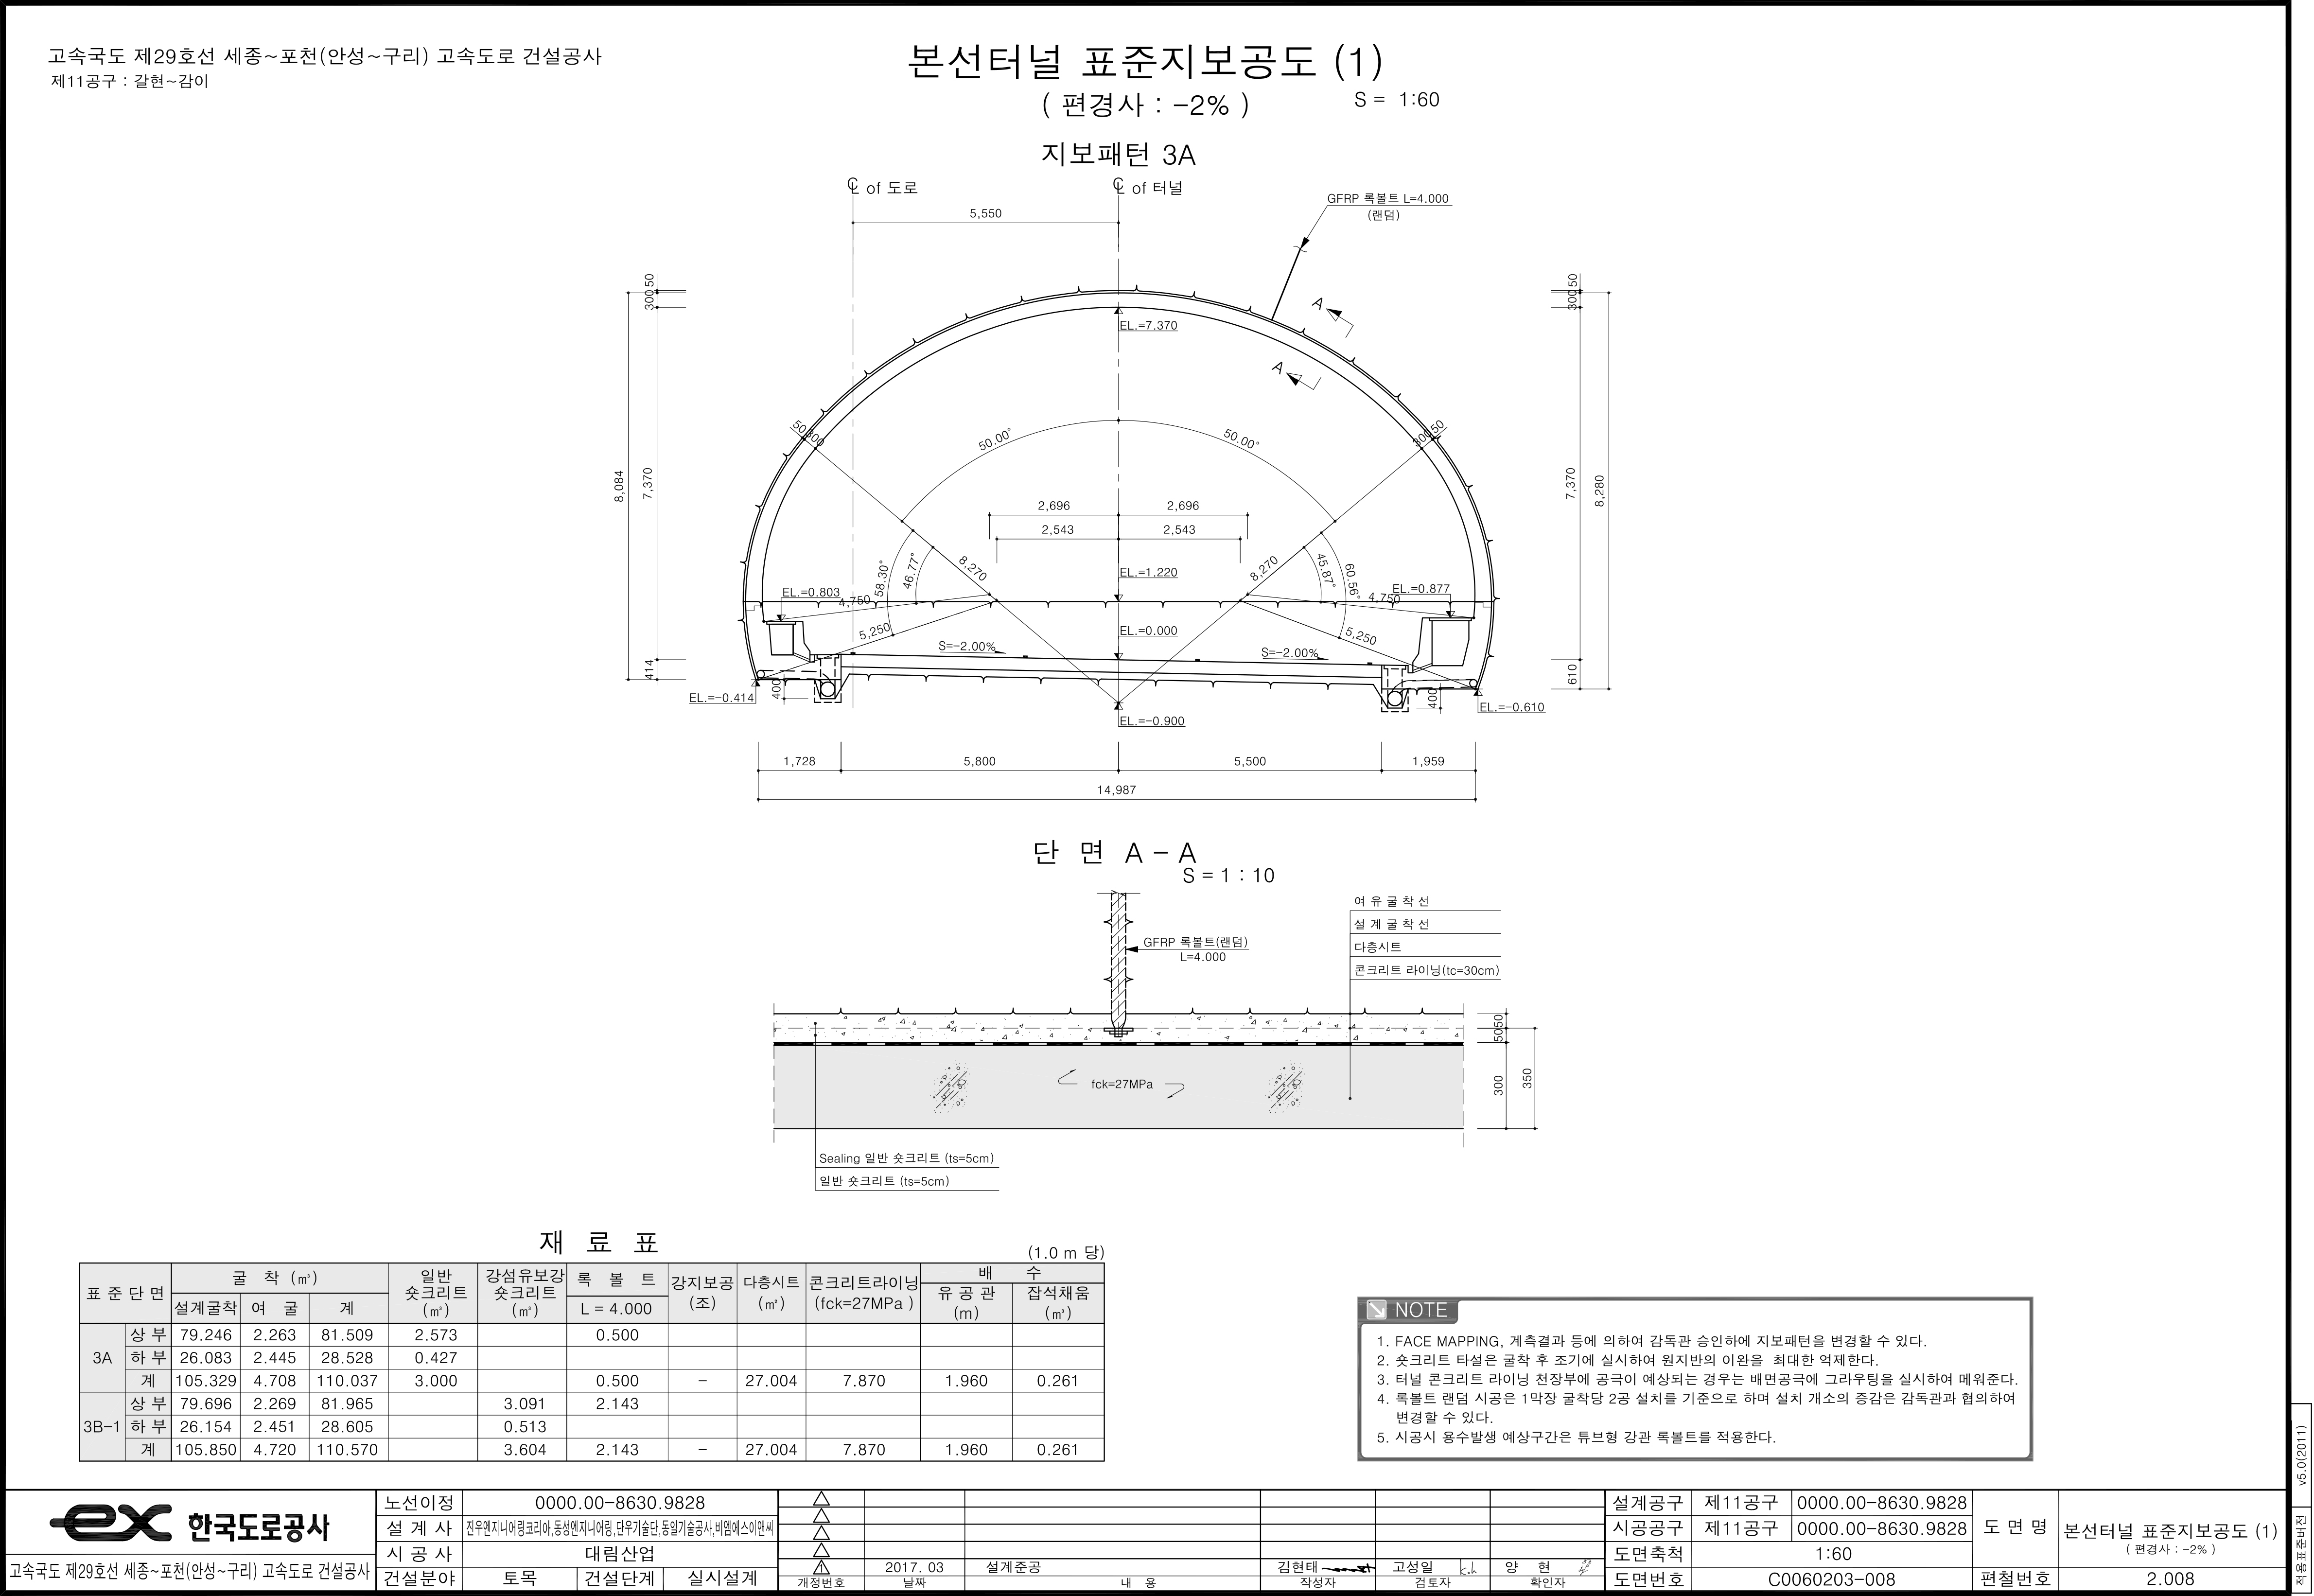 고속국도 제29호선 세종~포천(안성~구리) 고속도로 건설공사
제11공구 : 갈현~감이
본선터널 표준지보공도 (1)
( 편경사 : -2% )
S = 1:60
지보패턴 3A
℄ of 도로
℄ of 터널
5,550
GFRP 록볼트 L=4.000
(랜덤)
50
300
50
300
A
A
EL.=7.370
50
300
300
50
50.00°
50.00°
8,084
7,370
7,370
8,280
2,696
2,696
2,543
2,543
58.30°
46.77°
8,270
8,270
45.87°
60.56°
EL.=1.220
EL.=0.803
4,750
4,750
EL.=0.877
5,250
5,250
EL.=0.000
S=-2.00%
S=-2.00%
414
610
400
400
EL.=-0.414
EL.=-0.610
EL.=-0.900
1,728
5,800
5,500
1,959
14,987
단 면 A - A
S = 1 : 10
여 유 굴 착 선
설 계 굴 착 선
다층시트
콘크리트 라이닝(tc=30cm)
GFRP 록볼트(랜덤)
L=4.000
50
50
300
350
fck=27MPa
Sealing 일반 숏크리트 (ts=5cm)
일반 숏크리트 (ts=5cm)
재 료 표
(1.0 m 당)
표 준 단 면
굴 착 (㎥)
일반 숏크리트 (㎥)
강섬유보강 숏크리트 (㎥)
록 볼 트
강지보공 (조)
다층시트 (㎡)
콘크리트라이닝 (fck=27MPa )
배 수
설계굴착 여 굴 계
L = 4.000
유 공 관 (m)
잡석채움 (㎥)
3A
상 부 79.246 2.263 81.509 2.573 0.500
하 부 26.083 2.445 28.528 0.427
계 105.329 4.708 110.037 3.000 0.500 - 27.004 7.870 1.960 0.261
3B-1
상 부 79.696 2.269 81.965 3.091 2.143
하 부 26.154 2.451 28.605 0.513
계 105.850 4.720 110.570 3.604 2.143 - 27.004 7.870 1.960 0.261
NOTE
1. FACE MAPPING, 계측결과 등에 의하여 감독관 승인하에 지보패턴을 변경할 수 있다.
2. 숏크리트 타설은 굴착 후 조기에 실시하여 원지반의 이완을 최대한 억제한다.
3. 터널 콘크리트 라이닝 천장부에 공극이 예상되는 경우는 배면공극에 그라우팅을 실시하여 메워준다.
4. 록볼트 랜덤 시공은 1막장 굴착당 2공 설치를 기준으로 하며 설치 개소의 증감은 감독관과 협의하여
변경할 수 있다.
5. 시공시 용수발생 예상구간은 튜브형 강관 록볼트를 적용한다.
v5.0(2011)
적용표준버전
ex 한국도로공사
고속국도 제29호선 세종~포천(안성~구리) 고속도로 건설공사
노선이정 0000.00-8630.9828
설 계 사 진우엔지니어링코리아,동성엔지니어링,단우기술단,동일기술공사,비엠에스이앤씨
시 공 사 대림산업
건설분야 토목 건설단계 실시설계
1 2017. 03 설계준공 김현태 고성일 양 현
개정번호 날짜 내 용 작성자 검토자 확인자
설계공구 제11공구 0000.00-8630.9828
시공공구 제11공구 0000.00-8630.9828
도면축척 1:60
도면번호 C0060203-008
도 면 명 본선터널 표준지보공도 (1)
( 편경사 : -2% )
편철번호 2.008